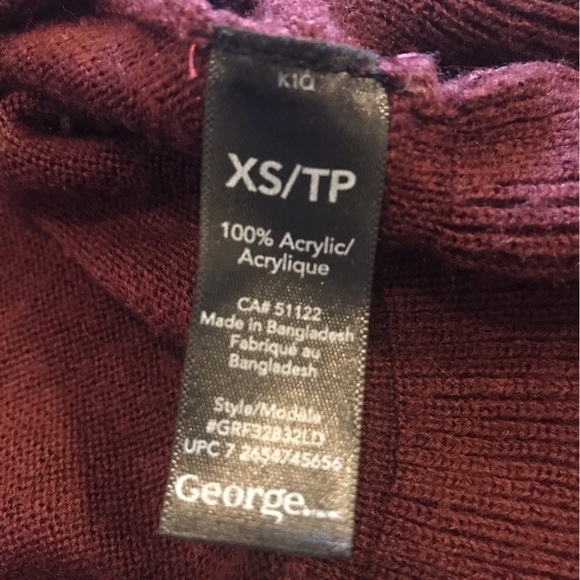 K1Q
XS/TP
100% Acrylic/
Acrylique
CA# 51122
Made in Bangladesh
Fabriqué au
Bangladesh
Style/Modèle
#GRF32832LD
UPC 7 2654745656
George